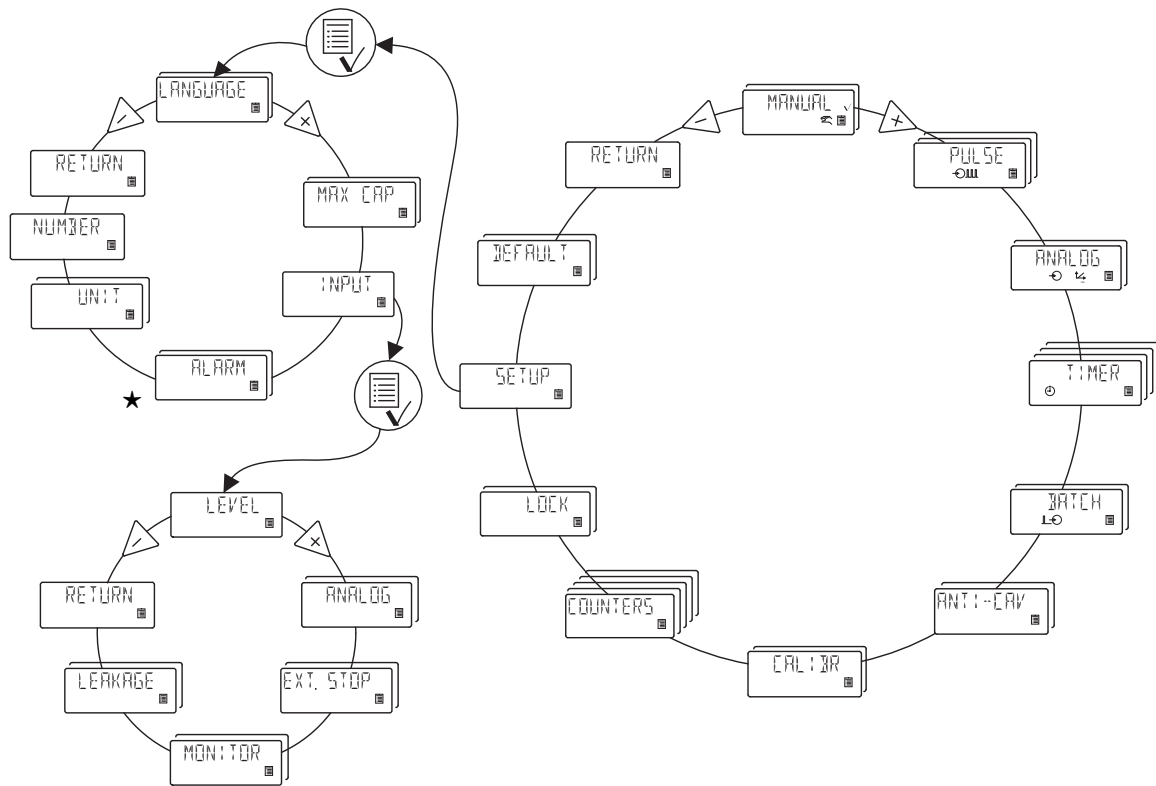 LANGUAGE
RETURN
NUMBER
UNIT
ALARM
INPUT
MAX CAP
LEVEL
RETURN
LEAKAGE
MONITOR
EXT. STOP
ANALOG
MANUAL
RETURN
DEFAULT
SETUP
LOCK
COUNTERS
CALIBR
ANTI-CAV
BATCH
TIMER
ANALOG
PULSE